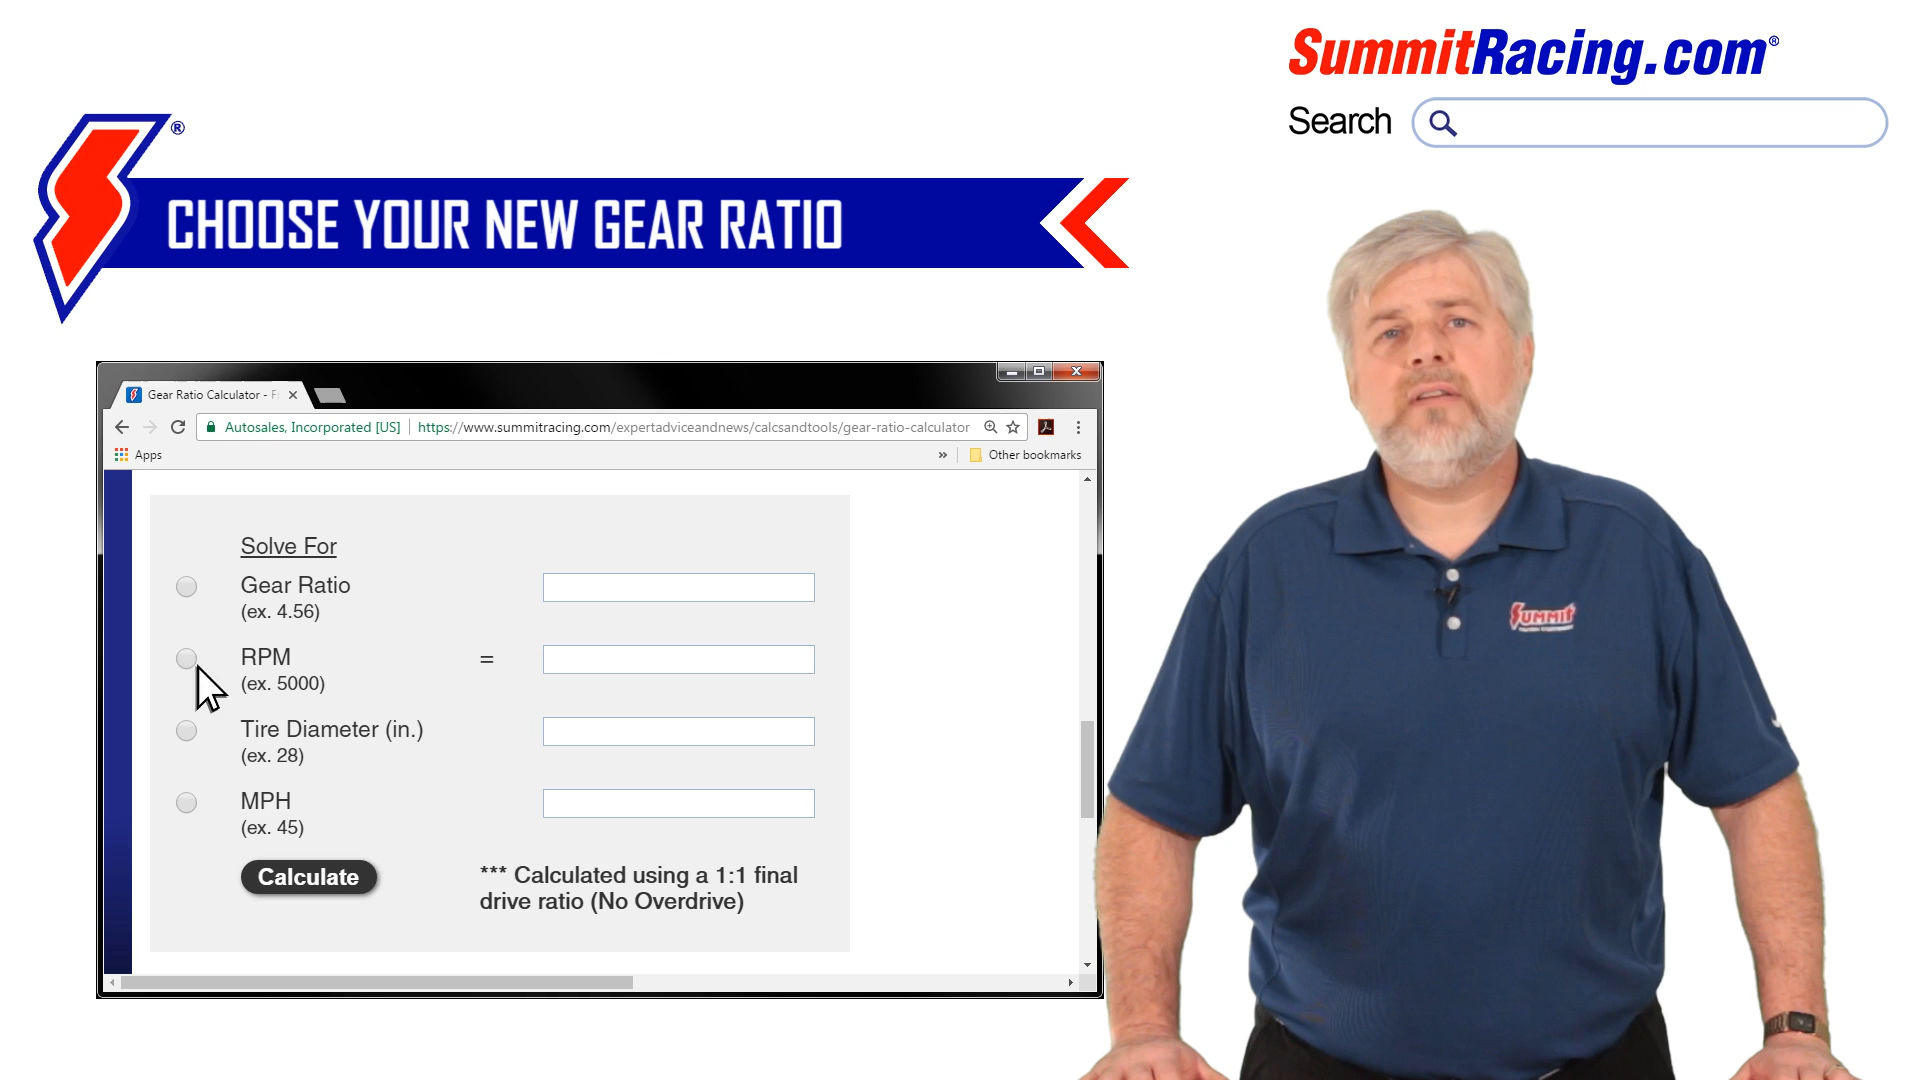 SummitRacing.com®
Search
®
CHOOSE YOUR NEW GEAR RATIO
Gear Ratio Calculator - F
Autosales, Incorporated [US] https://www.summitracing.com/expertadviceandnews/calcsandtools/gear-ratio-calculator
Apps » Other bookmarks
Solve For
Gear Ratio
(ex. 4.56)
RPM =
(ex. 5000)
Tire Diameter (in.)
(ex. 28)
MPH
(ex. 45)
Calculate
*** Calculated using a 1:1 final
drive ratio (No Overdrive)
SUMMIT